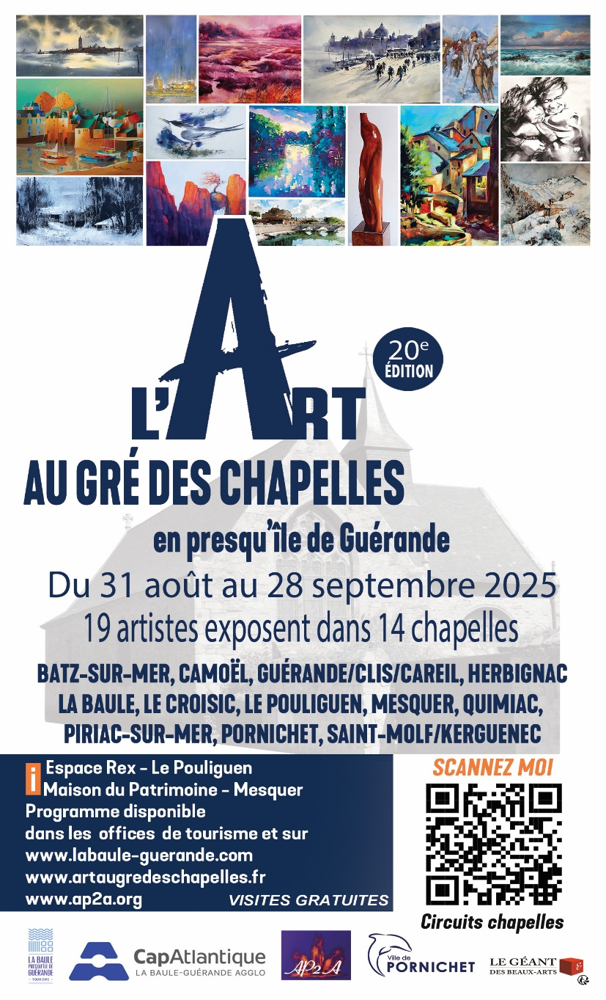 L'ART
20e
ÉDITION
AU GRÉ DES CHAPELLES
en presqu'île de Guérande
Du 31 août au 28 septembre 2025
19 artistes exposent dans 14 chapelles
BATZ-SUR-MER, CAMOËL, GUÉRANDE/CLIS/CAREIL, HERBIGNAC
LA BAULE, LE CROISIC, LE POULIGUEN, MESQUER, QUIMIAC,
PIRIAC-SUR-MER, PORNICHET, SAINT-MOLF/KERGUENEC
i Espace Rex - Le Pouliguen
Maison du Patrimoine - Mesquer
Programme disponible
dans les offices de tourisme et sur
www.labaule-guerande.com
www.artaugredeschapelles.fr
www.ap2a.org
VISITES GRATUITES
SCANNEZ MOI
Circuits chapelles
LA BAULE
PRESQU'ÎLE DE
GUÉRANDE
TOURISME
CapAtlantique
LA BAULE-GUÉRANDE AGGLO
AP2A
Ville de
PORNICHET
LE GÉANT
DES BEAUX-ARTS